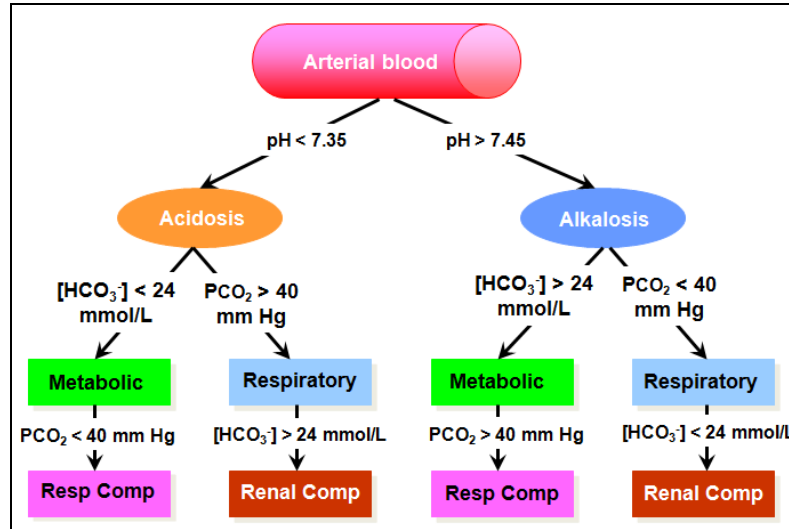 Arterial blood
pH < 7.35
pH > 7.45
Acidosis
Alkalosis
[HCO₃⁻] < 24
mmol/L
PCO₂ > 40
mm Hg
[HCO₃⁻] > 24
mmol/L
PCO₂ < 40
mm Hg
Metabolic
Respiratory
Metabolic
Respiratory
PCO₂ < 40 mm Hg
[HCO₃⁻] > 24 mmol/L
PCO₂ > 40 mm Hg
[HCO₃⁻] < 24 mmol/L
Resp Comp
Renal Comp
Resp Comp
Renal Comp